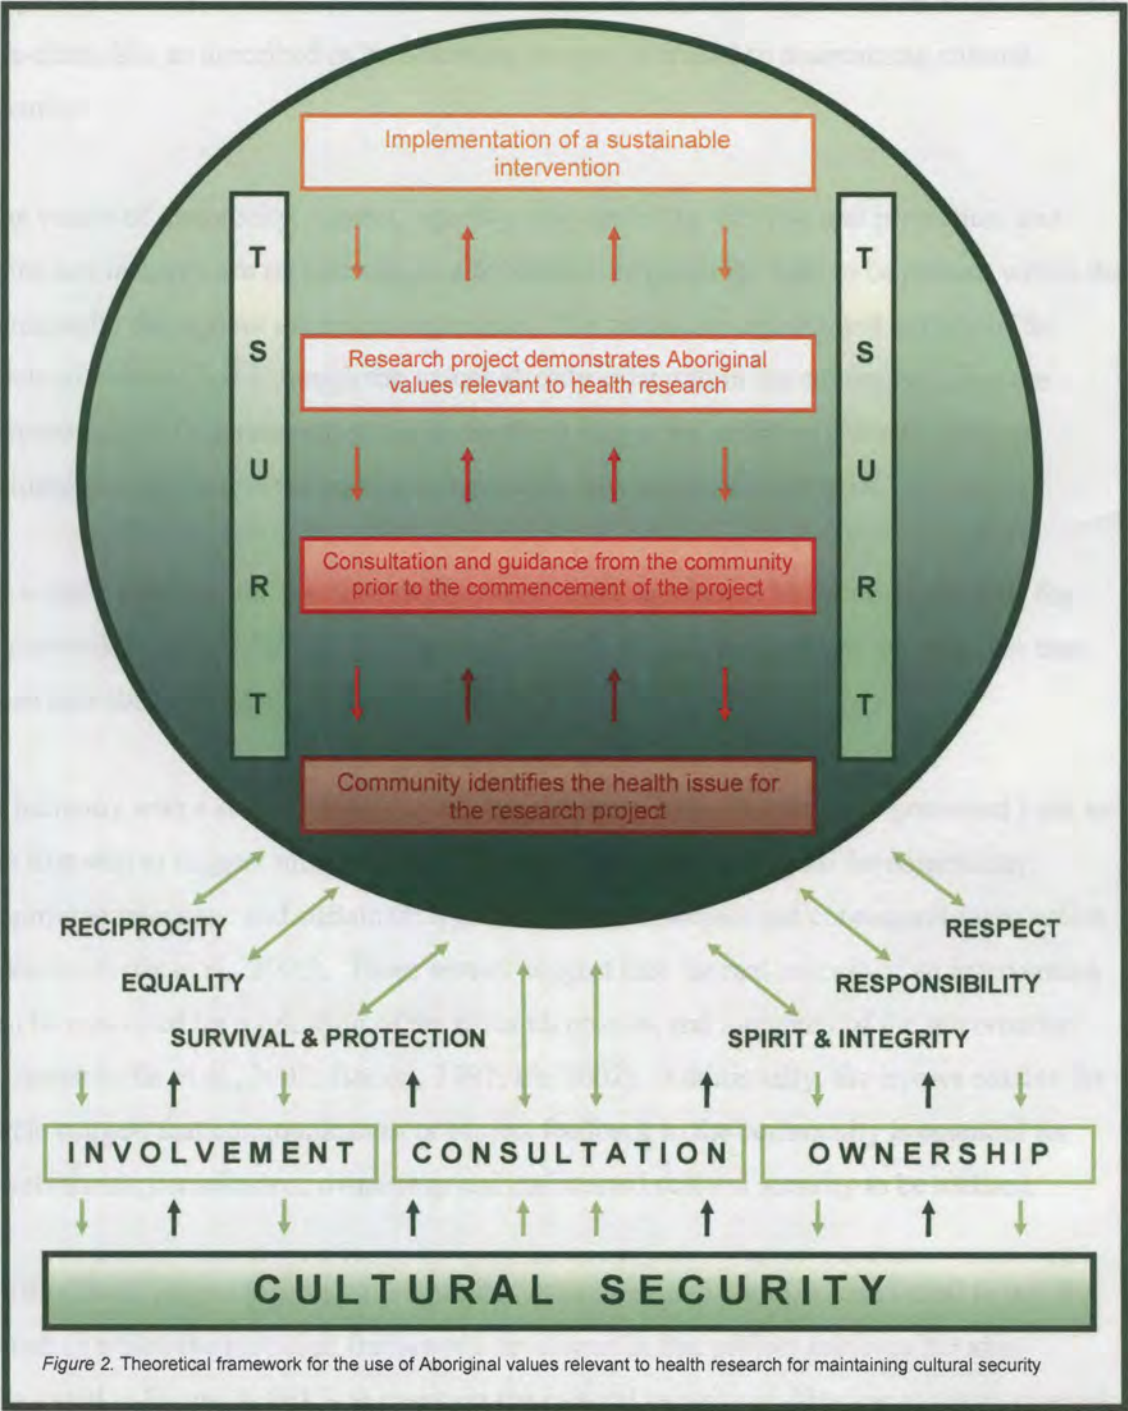 Implementation of a sustainable
intervention
T
S
U
R
T
T
S
U
R
T
Research project demonstrates Aboriginal
values relevant to health research
Consultation and guidance from the community
prior to the commencement of the project
Community identifies the health issue for
the research project
RECIPROCITY
RESPECT
EQUALITY
RESPONSIBILITY
SURVIVAL & PROTECTION
SPIRIT & INTEGRITY
INVOLVEMENT
CONSULTATION
OWNERSHIP
CULTURAL SECURITY
Figure 2. Theoretical framework for the use of Aboriginal values relevant to health research for maintaining cultural security